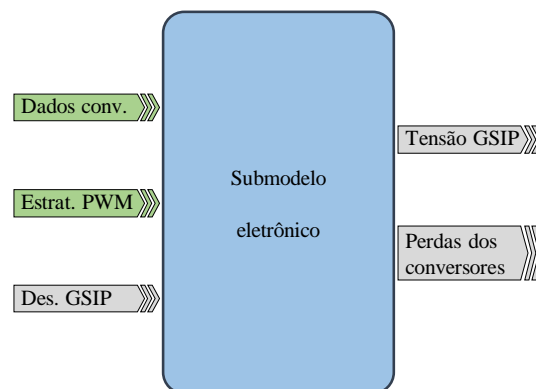 Dados conv.
Estrat. PWM
Des. GSIP
Submodelo
eletrônico
Tensão GSIP
Perdas dos
conversores